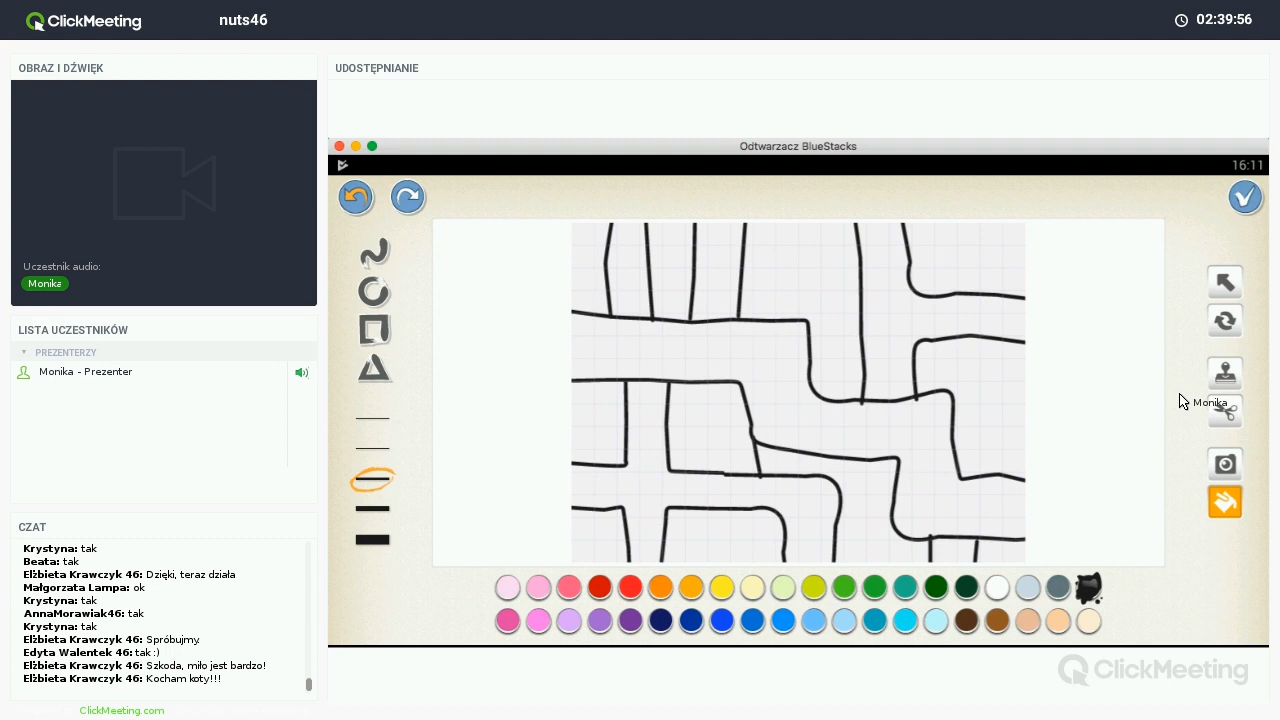 ClickMeeting
nuts46
02:39:56
OBRAZ I DŹWIĘK
UDOSTĘPNIANIE
Odtwarzacz BlueStacks
16:11
Uczestnik audio:
Monika
LISTA UCZESTNIKÓW
PREZENTERZY
Monika - Prezenter
Monika
CZAT
Krystyna: tak
Beata: tak
Elżbieta Krawczyk 46: Dzięki, teraz działa
Małgorzata Lampa: ok
Krystyna: tak
AnnaMorawiak46: tak
Krystyna: tak
Elżbieta Krawczyk 46: Spróbujmy.
Edyta Walentek 46: tak :)
Elżbieta Krawczyk 46: Szkoda, miło jest bardzo!
Elżbieta Krawczyk 46: Kocham koty!!!
ClickMeeting
ClickMeeting.com